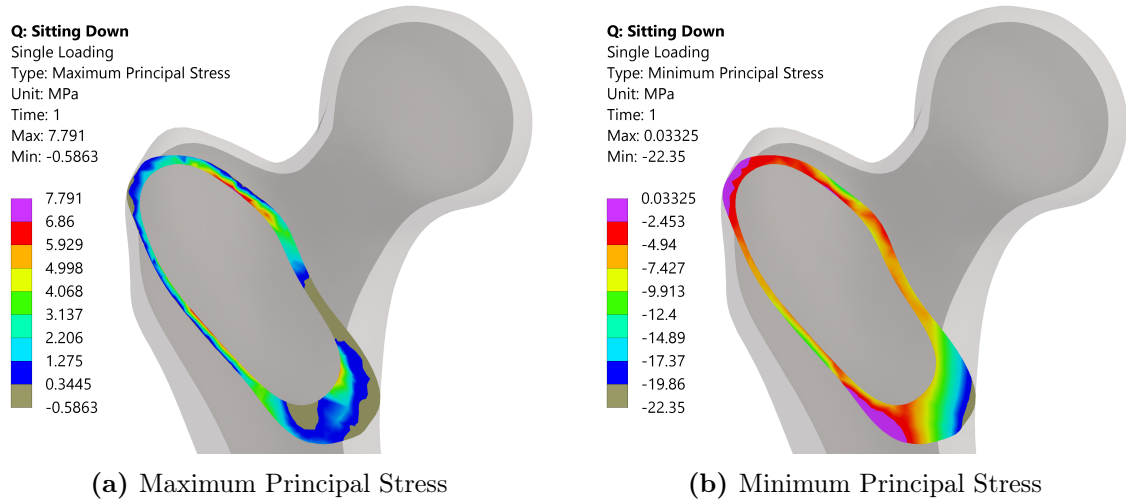 Q: Sitting Down
Single Loading
Type: Maximum Principal Stress
Unit: MPa
Time: 1
Max: 7.791
Min: -0.5863
7.791
6.86
5.929
4.998
4.068
3.137
2.206
1.275
0.3445
-0.5863
(a) Maximum Principal Stress
Q: Sitting Down
Single Loading
Type: Minimum Principal Stress
Unit: MPa
Time: 1
Max: 0.03325
Min: -22.35
0.03325
-2.453
-4.94
-7.427
-9.913
-12.4
-14.89
-17.37
-19.86
-22.35
(b) Minimum Principal Stress